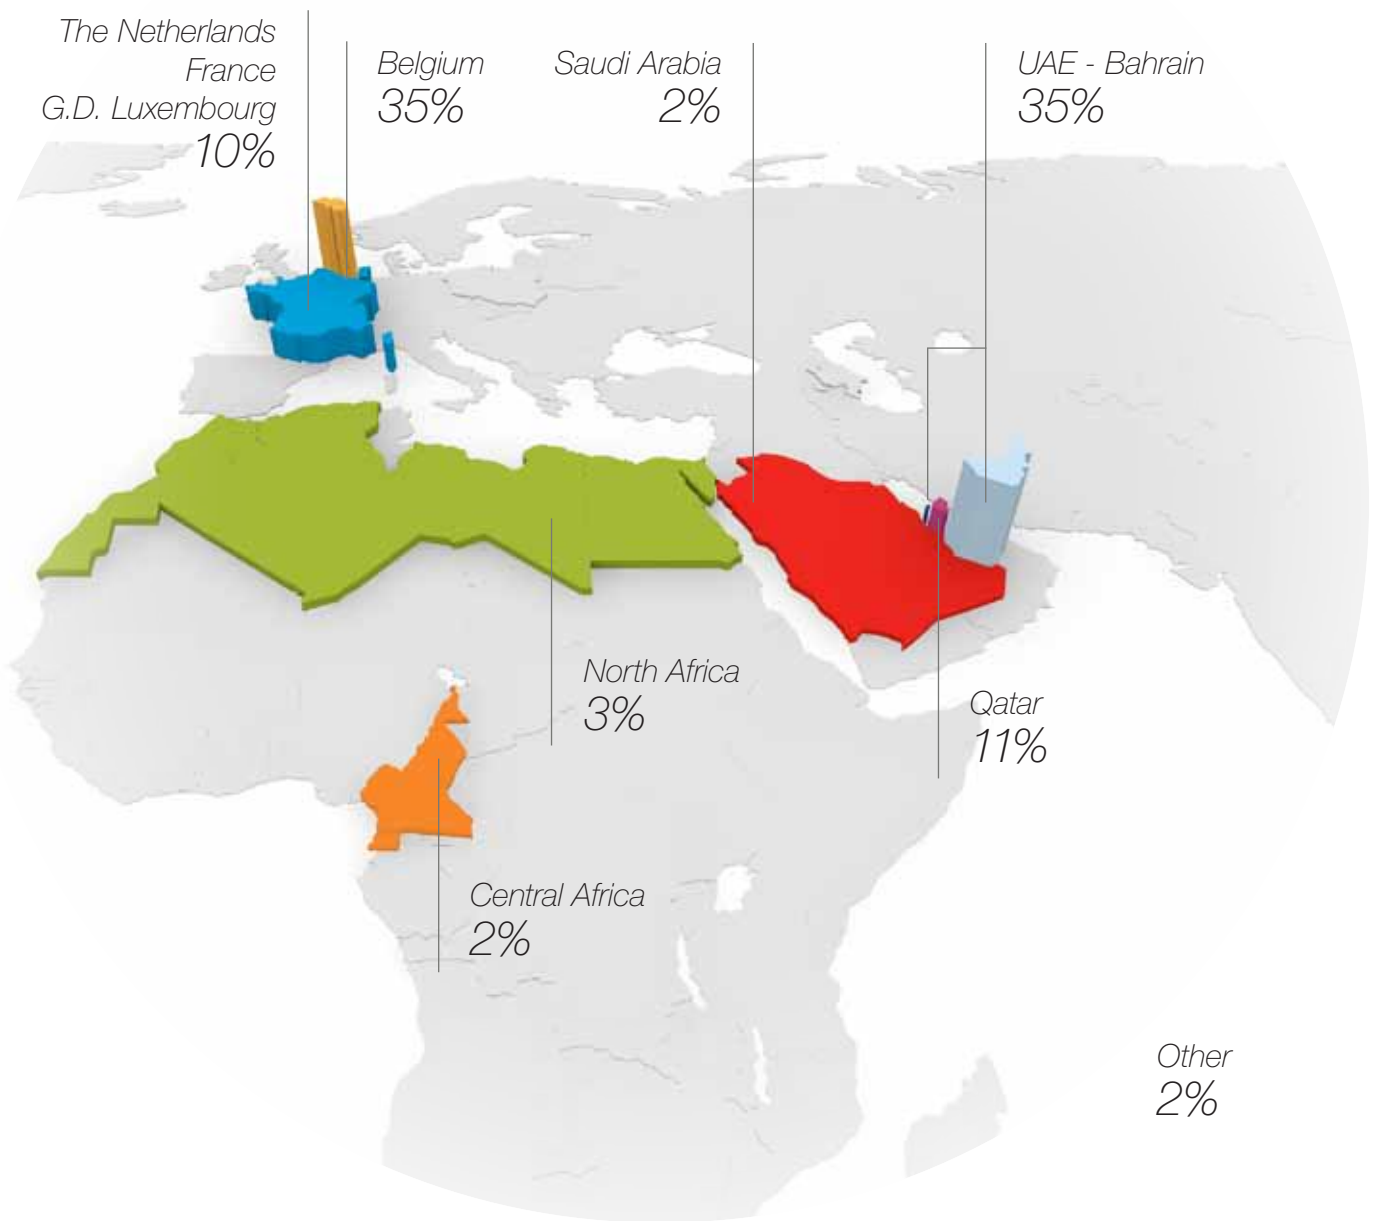 The Netherlands
France
G.D. Luxembourg
10%
Belgium
35%
Saudi Arabia
2%
UAE - Bahrain
35%
North Africa
3%
Qatar
11%
Central Africa
2%
Other
2%